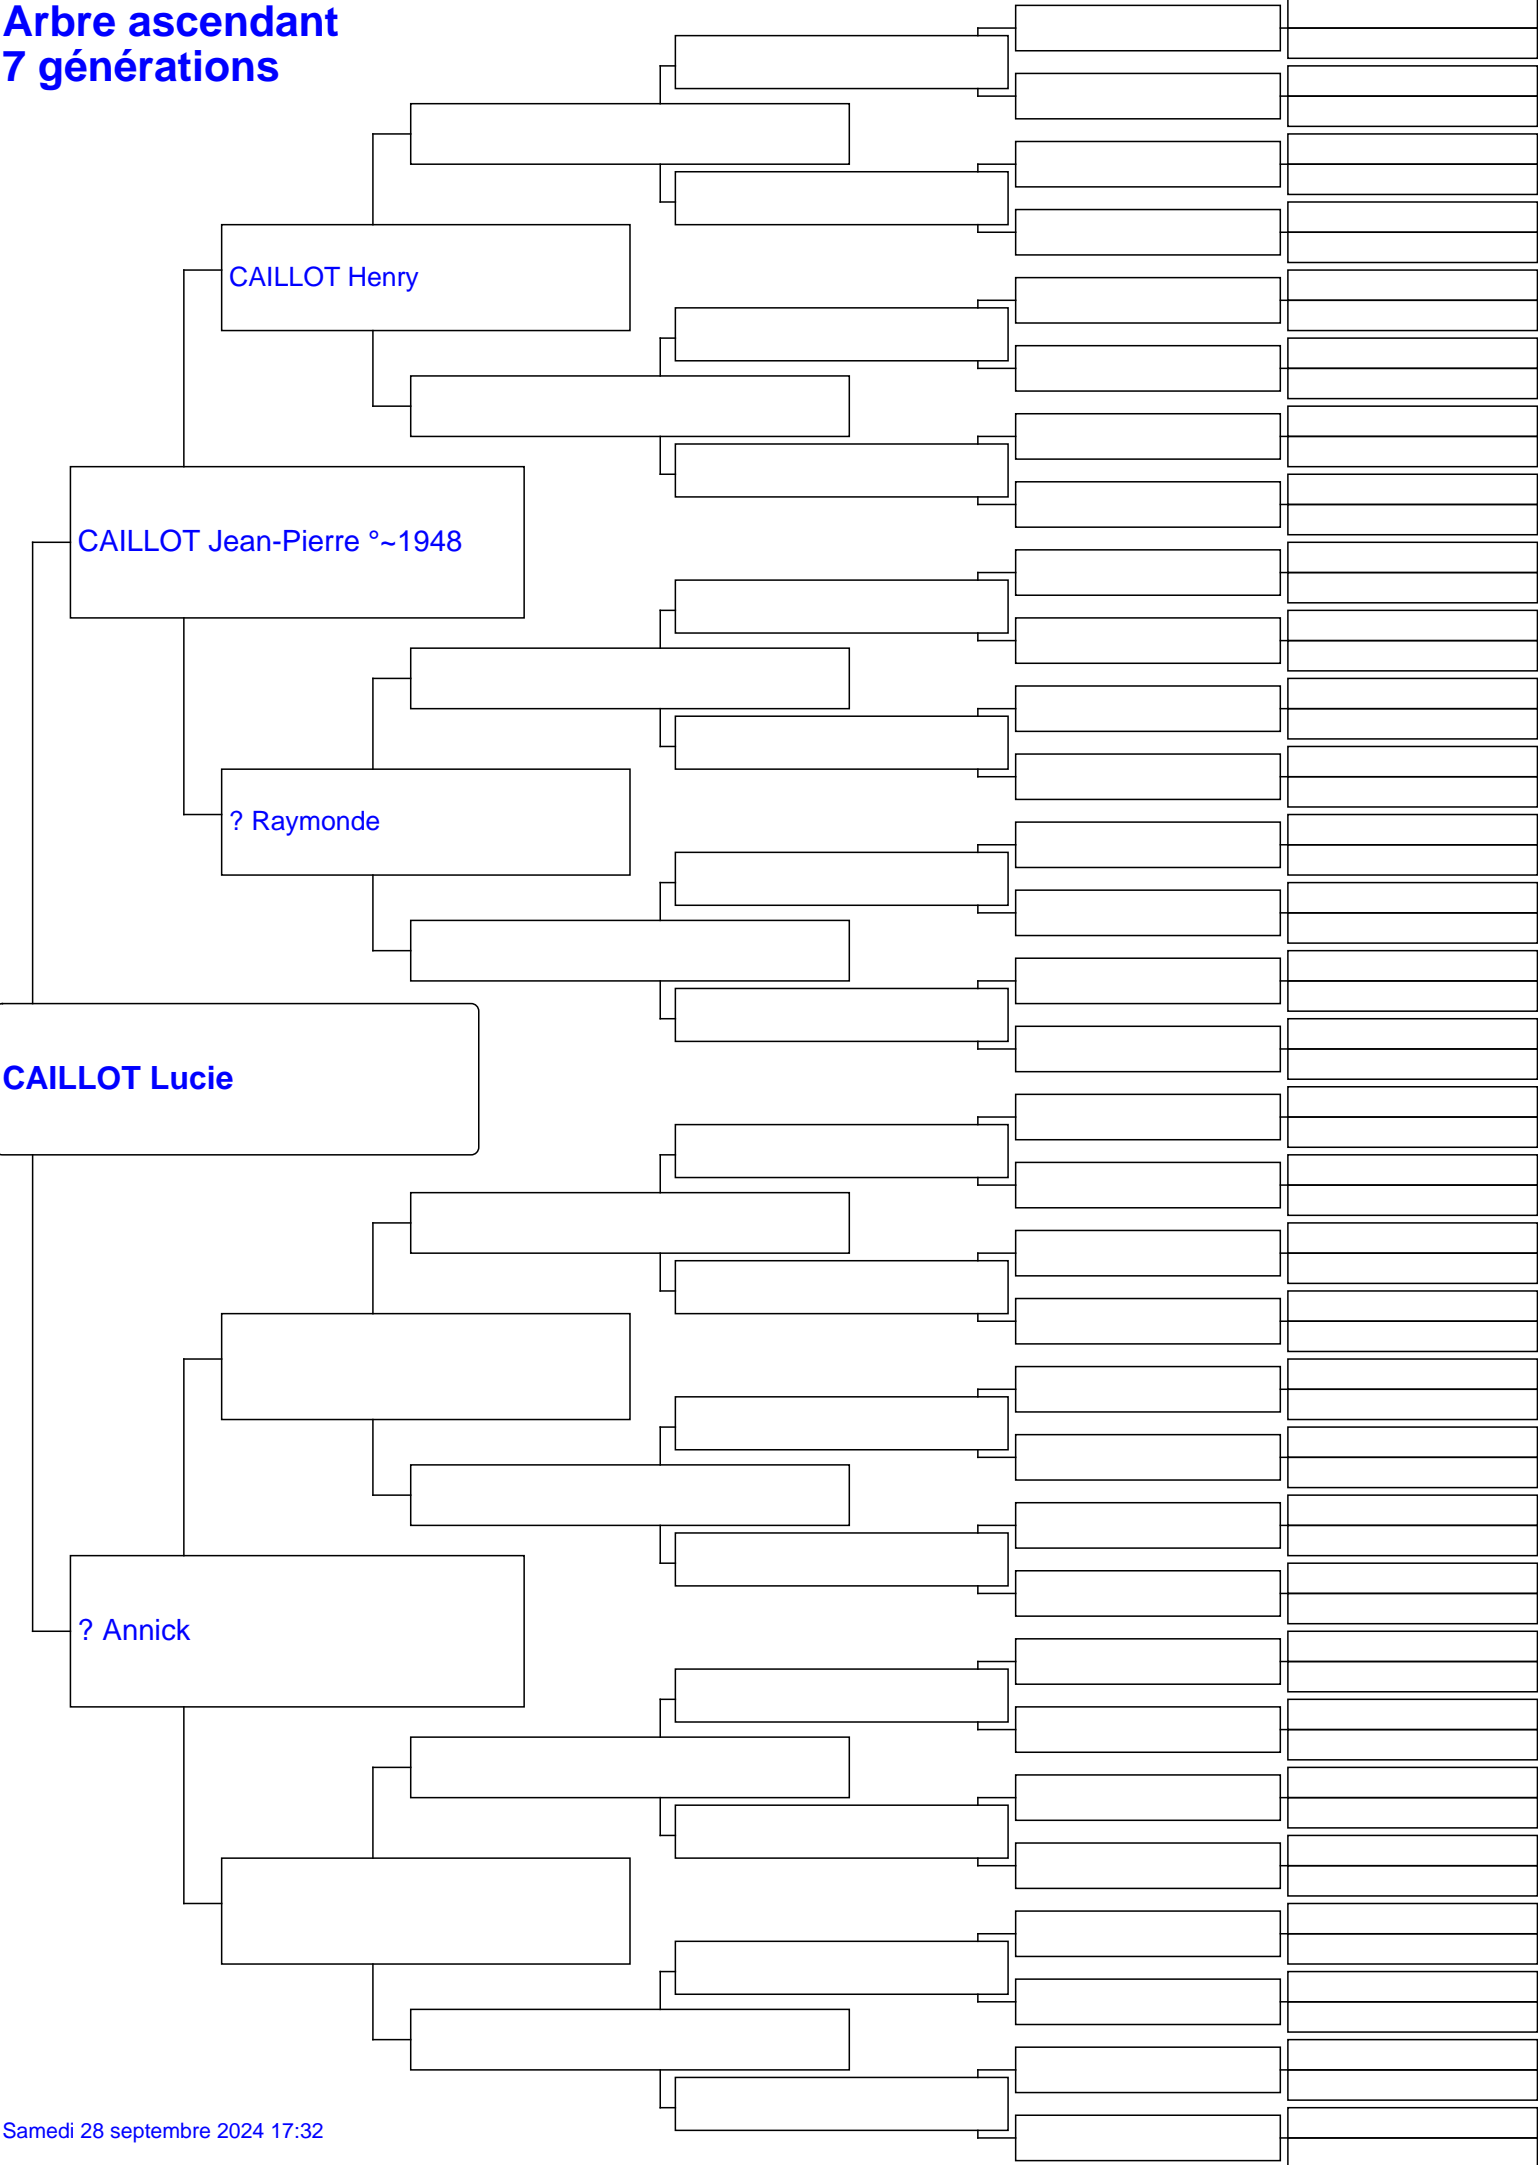 Arbre ascendant
7 générations
CAILLOT Henry
CAILLOT Jean-Pierre °~1948
? Raymonde
CAILLOT Lucie
? Annick
Samedi 28 septembre 2024 17:32